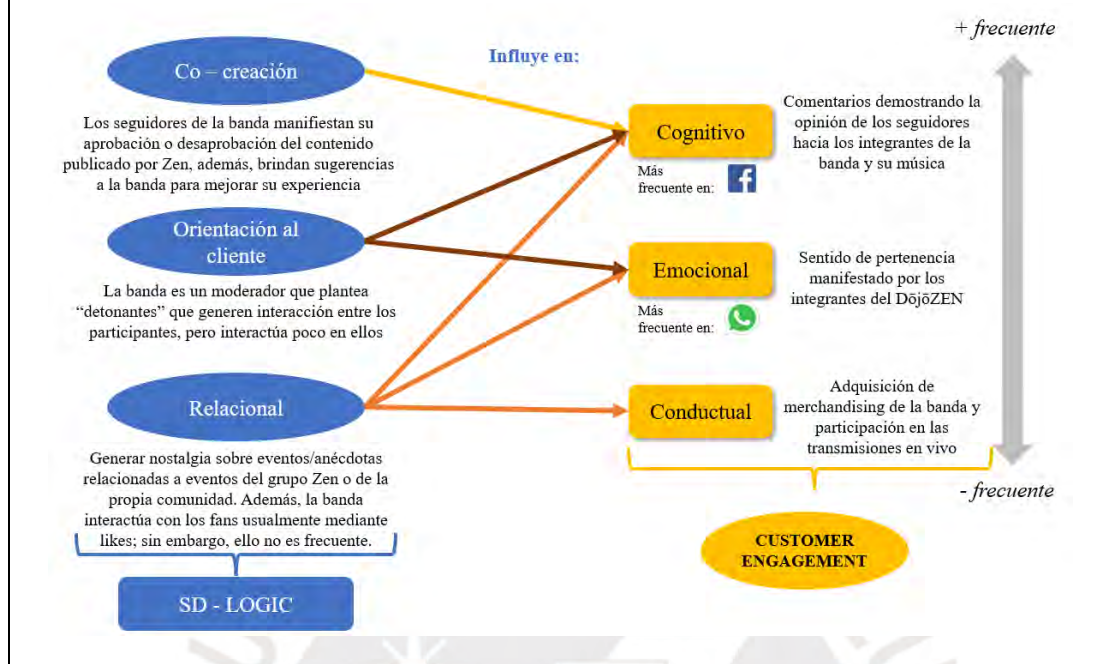 + frecuente
Influye en:
Co – creación
Los seguidores de la banda manifiestan su
aprobación o desaprobación del contenido
publicado por Zen, además, brindan sugerencias
a la banda para mejorar su experiencia
Cognitivo
Más
frecuente en:
Comentarios demostrando la
opinión de los seguidores
hacia los integrantes de la
banda y su música
Orientación al
cliente
La banda es un moderador que plantea
“detonantes” que generen interacción entre los
participantes, pero interactúa poco en ellos
Emocional
Más
frecuente en:
Sentido de pertenencia
manifestado por los
integrantes del DōjōZEN
Relacional
Generar nostalgia sobre eventos/anécdotas
relacionadas a eventos del grupo Zen o de la
propia comunidad. Además, la banda
interactúa con los fans usualmente mediante
likes; sin embargo, ello no es frecuente.
Conductual
Adquisición de
merchandising de la banda y
participación en las
transmisiones en vivo
- frecuente
SD - LOGIC
CUSTOMER
ENGAGEMENT